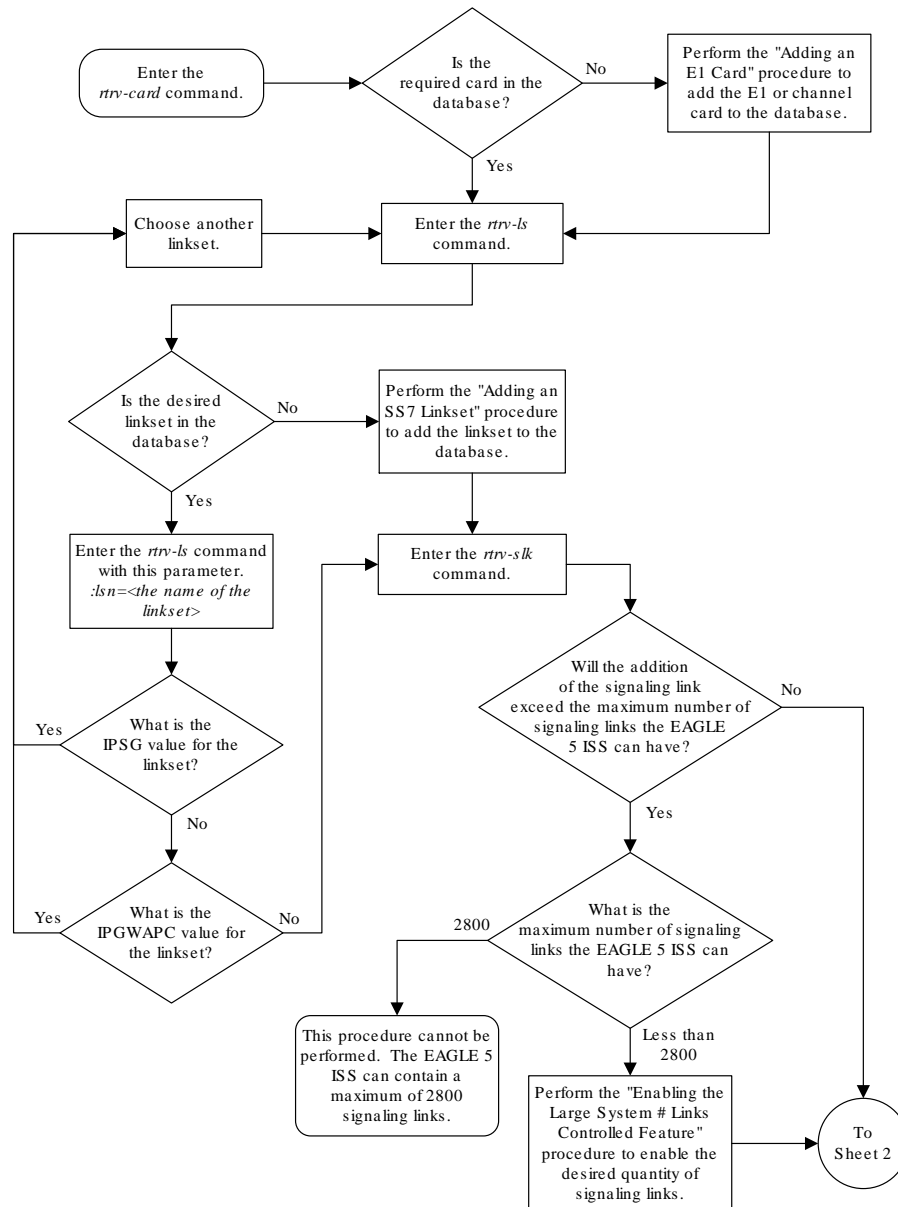 Enter the
rtrv-card command.
Is the
required card in the
database?
No
Perform the "Adding an
E1 Card" procedure to
add the E1 or channel
card to the database.
Yes
Choose another
linkset.
Enter the rtrv-ls
command.
Is the desired
linkset in the
database?
No
Perform the "Adding an
SS7 Linkset" procedure
to add the linkset to the
database.
Yes
Enter the rtrv-ls command
with this parameter.
:lsn=<the name of the
linkset>
Enter the rtrv-slk
command.
Will the addition
of the signaling link
exceed the maximum number of
signaling links the EAGLE
5 ISS can have?
No
Yes
What is the
IPSG value for the
linkset?
Yes
No
What is the
IPGWAPC value for
the linkset?
Yes
No
What is the
maximum number of signaling
links the EAGLE 5 ISS can
have?
2800
Less than
2800
This procedure cannot be
performed. The EAGLE 5
ISS can contain a
maximum of 2800
signaling links.
Perform the "Enabling the
Large System # Links
Controlled Feature"
procedure to enable the
desired quantity of
signaling links.
To
Sheet 2